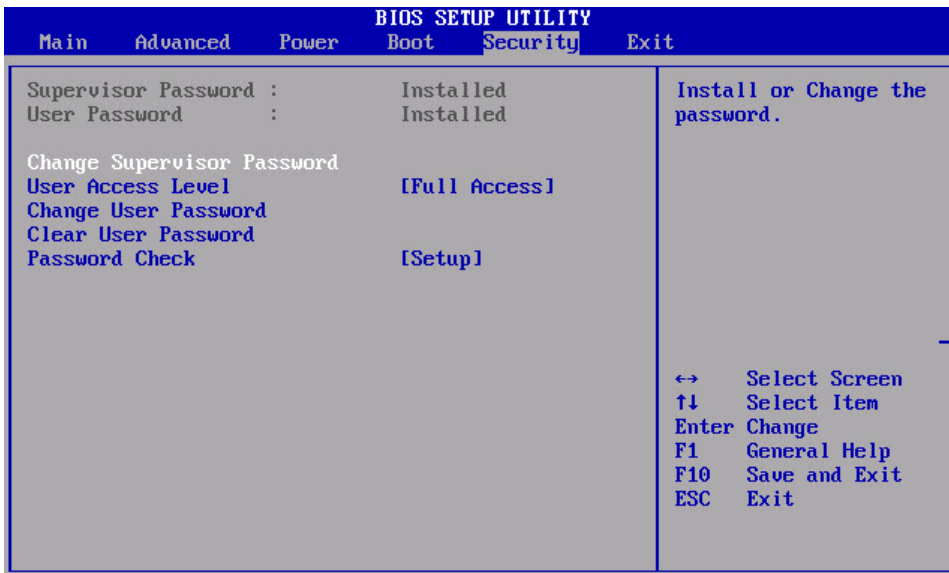 BIOS SETUP UTILITY
Main Advanced Power Boot Security Exit
Supervisor Password : Installed
User Password : Installed
Change Supervisor Password
User Access Level [Full Access]
Change User Password
Clear User Password
Password Check [Setup]
Install or Change the
password.
←→ Select Screen
↑↓ Select Item
Enter Change
F1 General Help
F10 Save and Exit
ESC Exit